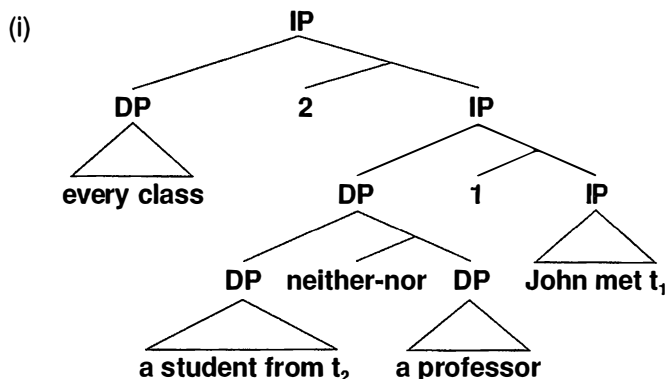 (i) IP
DP 2 IP
every class DP 1 IP
DP neither-nor DP John met t₁
a student from t₂ a professor